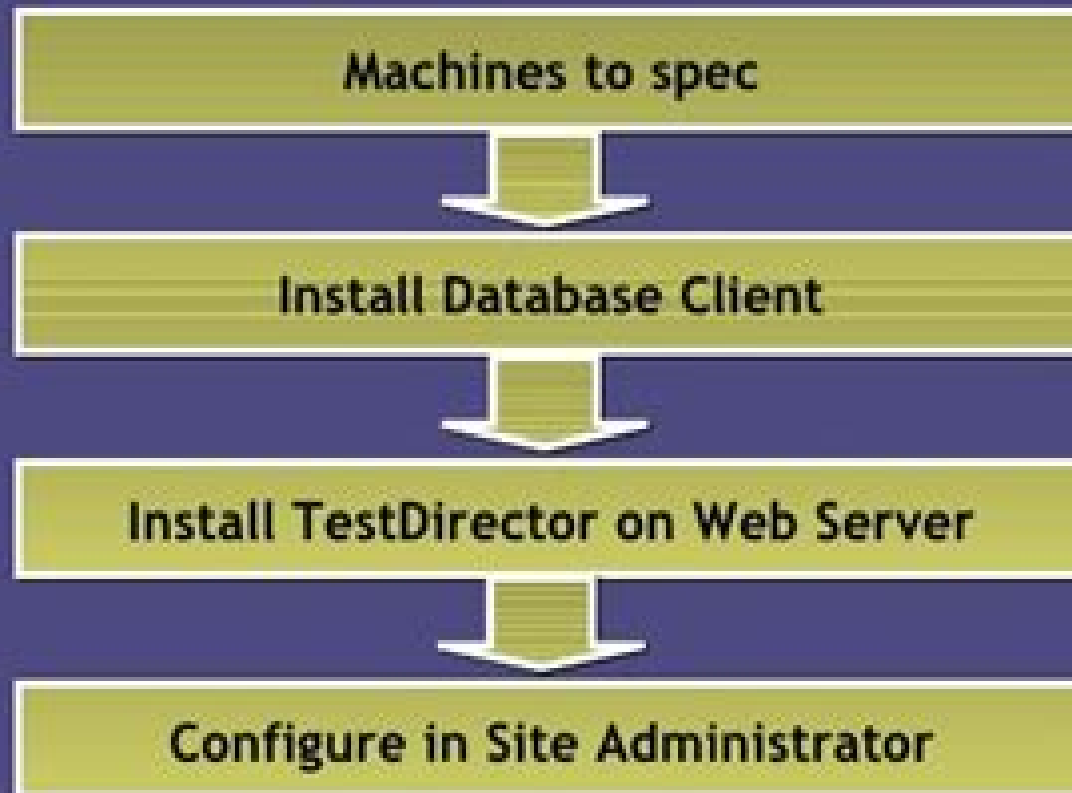 Machines to spec
Install Database Client
Install TestDirector on Web Server
Configure in Site Administrator